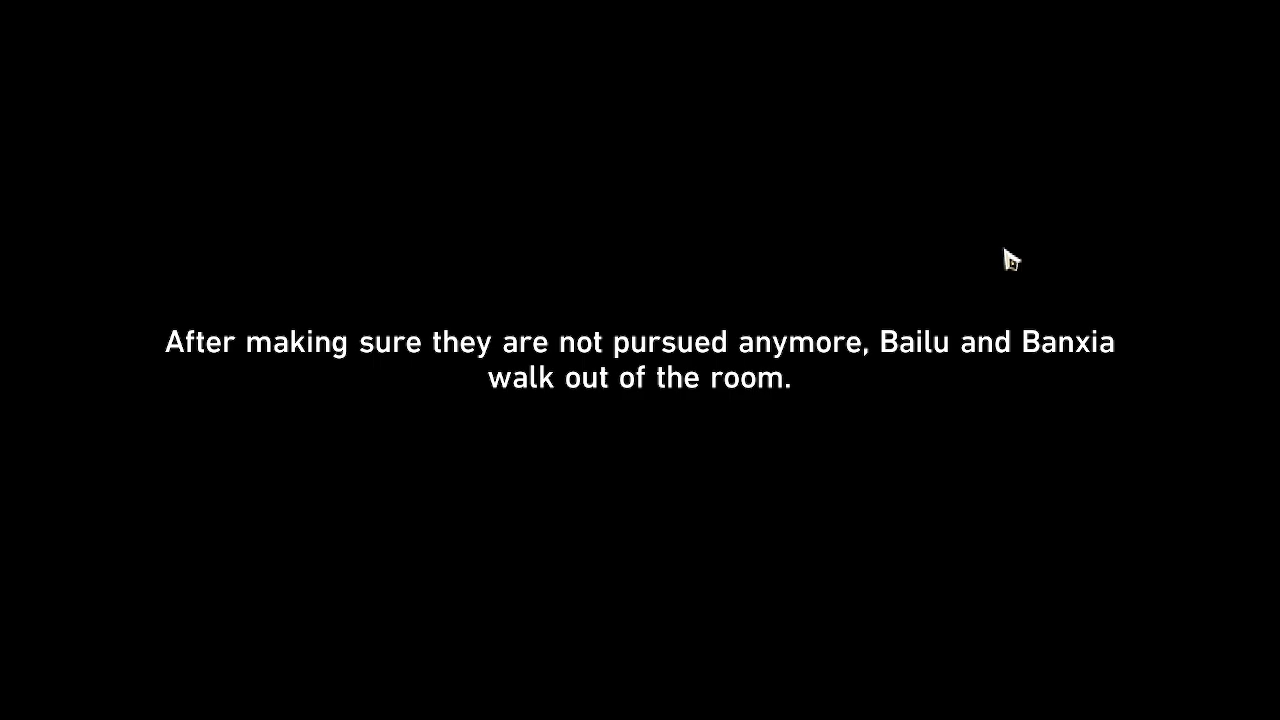 After making sure they are not pursued anymore, Bailu and Banxia
walk out of the room.